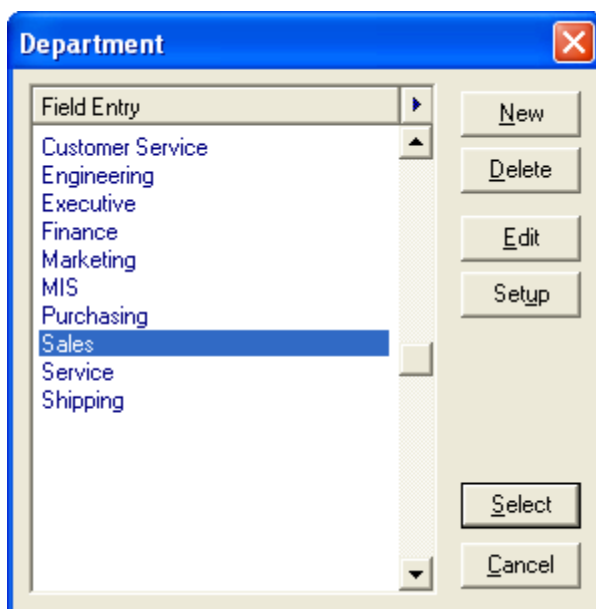 Department
Field Entry
Customer Service
Engineering
Executive
Finance
Marketing
MIS
Purchasing
Sales
Service
Shipping
New
Delete
Edit
Setup
Select
Cancel